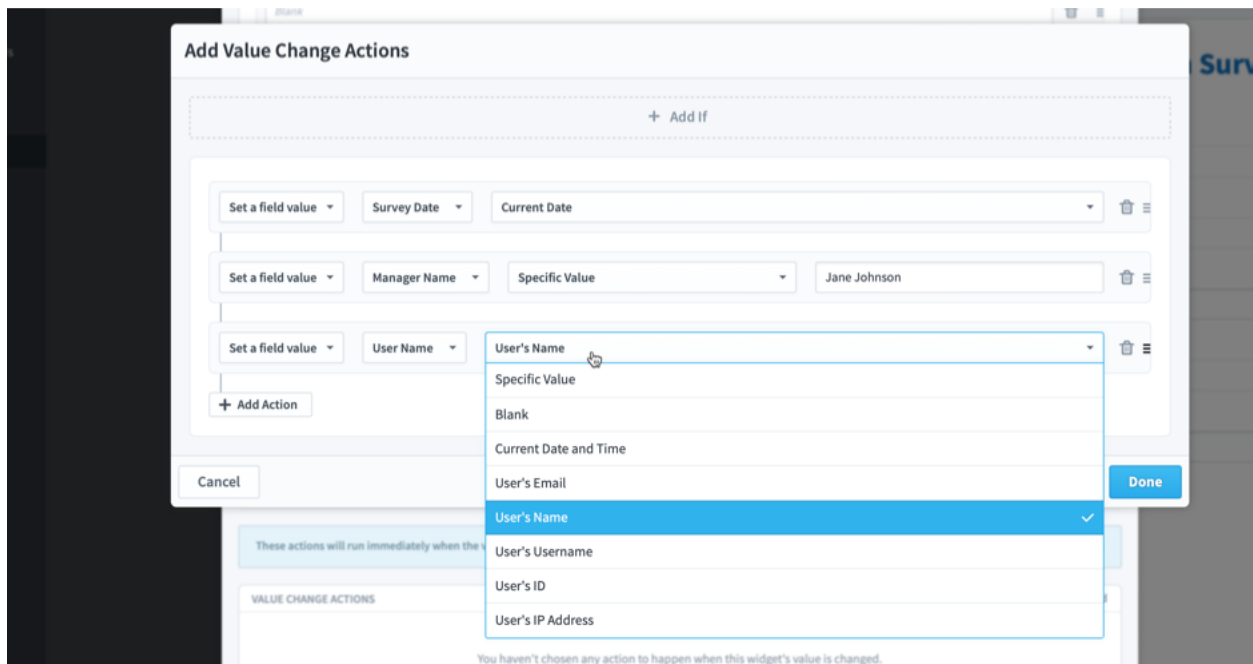 Blank
Add Value Change Actions
Surv
+ Add If
Set a field value Survey Date Current Date
Set a field value Manager Name Specific Value Jane Johnson
Set a field value User Name User's Name
Specific Value
+ Add Action
Blank
Current Date and Time
Cancel User's Email Done
User's Name
These actions will run immediately when the v
User's Username
User's ID
VALUE CHANGE ACTIONS
User's IP Address
You haven't chosen any action to happen when this widget's value is changed.